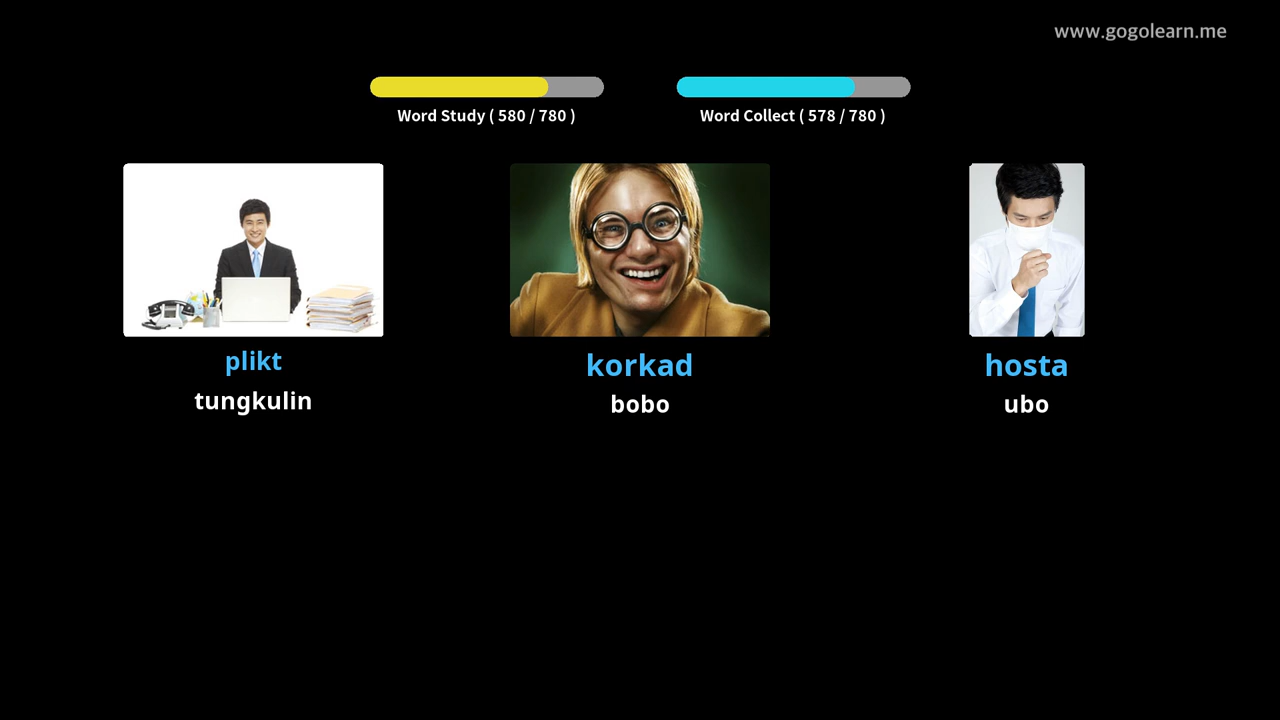 www.gogolearn.me
Word Study ( 580 / 780 )
Word Collect ( 578 / 780 )
plikt
tungkulin
korkad
bobo
hosta
ubo